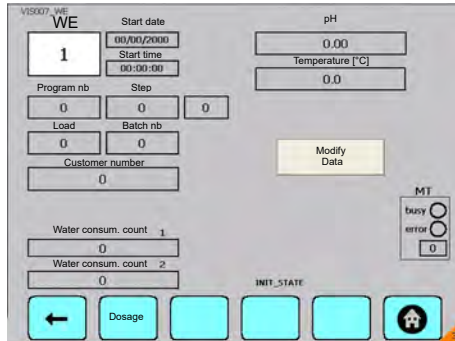 VIS007_WE
WE
Start date
pH
1
00/00/2000
0.00
Start time
Temperature [°C]
00:00:00
0.0
Program nb
Step
0
0
0
Load
Batch nb
0
0
Modify
Data
Customer number
0
MT
busy
error
0
Water consum. count 1
0
Water consum. count 2
0
INIT_STATE
Dosage